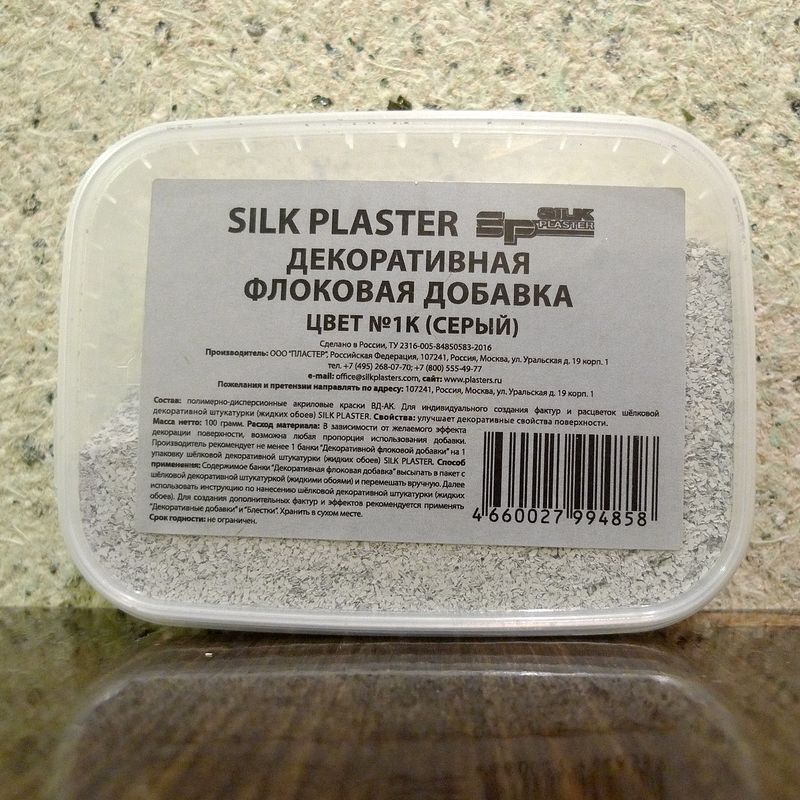 SILK PLASTER SP SILK PLASTER
ДЕКОРАТИВНАЯ
ФЛОКОВАЯ ДОБАВКА
ЦВЕТ №1К (СЕРЫЙ)
Сделано в России, ТУ 2316-005-84850583-2016
Производитель: ООО "ПЛАСТЕР", Российская Федерация, 107241, Россия, Москва, ул. Уральская д. 19 корп. 1
тел. +7 (495) 268-07-70; +7 (800) 555-49-77
e-mail: office@silkplasters.com, сайт: www.plasters.ru
Пожелания и претензии направлять по адресу: 107241, Россия, Москва, ул. Уральская д. 19 корп. 1
Состав: полимерно-дисперсионные акриловые краски ВД-АК. Для индивидуального создания фактур и расцветок шёлковой
декоративной штукатурки (жидких обоев) SILK PLASTER. Свойства: улучшает декоративные свойства поверхности.
Масса нетто: 100 грамм. Расход материала: В зависимости от желаемого эффекта
декорации поверхности, возможна любая пропорция использования добавки.
Производитель рекомендует не менее 1 банки "Декоративной флоковой добавки" на 1
упаковку шёлковой декоративной штукатурки (жидких обоев) SILK PLASTER. Способ
применения: Содержимое банки "Декоративная флоковая добавка" высыпать в пакет с
шёлковой декоративной штукатуркой (жидкими обоями) и перемешать вручную. Далее
использовать инструкцию по нанесению шёлковой декоративной штукатурки (жидких
обоев). Для создания дополнительных фактур и эффектов рекомендуется применять
"Декоративные добавки" и "Блестки". Хранить в сухом месте.
Срок годности: не ограничен.
4 660027 994858